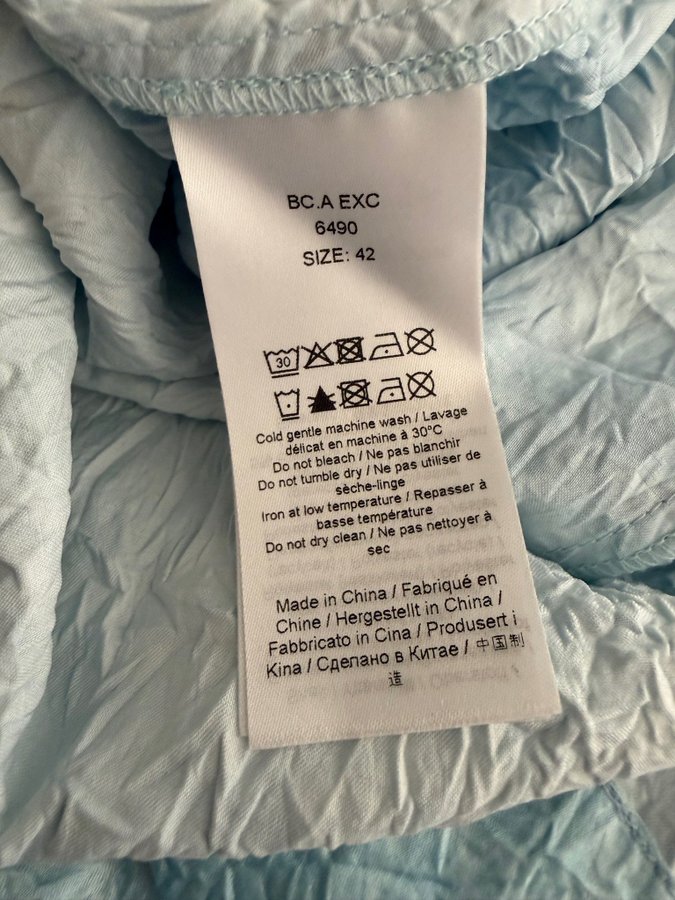 BC.A EXC
6490
SIZE: 42
30
Cold gentle machine wash / Lavage
délicat en machine à 30°C
Do not bleach / Ne pas blanchir
Do not tumble dry / Ne pas utiliser de
sèche-linge
Iron at low temperature / Repasser à
basse température
Do not dry clean / Ne pas nettoyer à
sec
Made in China / Fabriqué en
Chine / Hergestellt in China /
Fabbricato in Cina / Produsert i
Kina / Сделано в Китае / 中国制
造